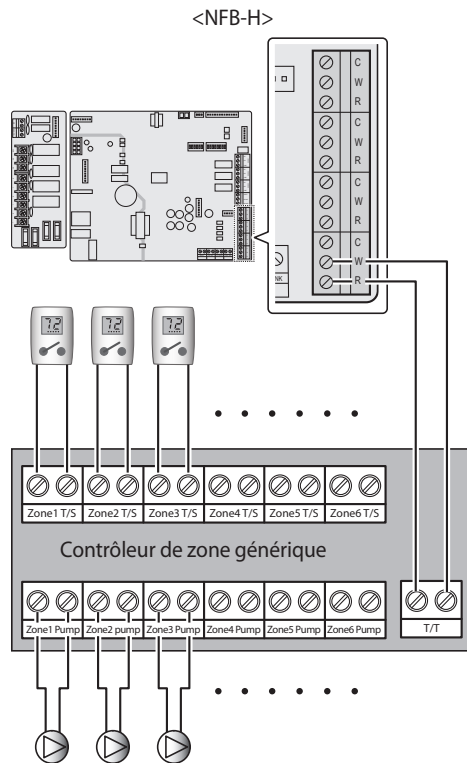 <NFB-H>
C
W
R
C
W
R
C
W
R
C
W
R
NK
72 72 72
Zone1 T/S Zone2 T/S Zone3 T/S Zone4 T/S Zone5 T/S Zone6 T/S
Contrôleur de zone générique
Zone1 Pump Zone2 pump Zone3 Pump Zone4 Pump Zone5 Pump Zone6 Pump
T/T